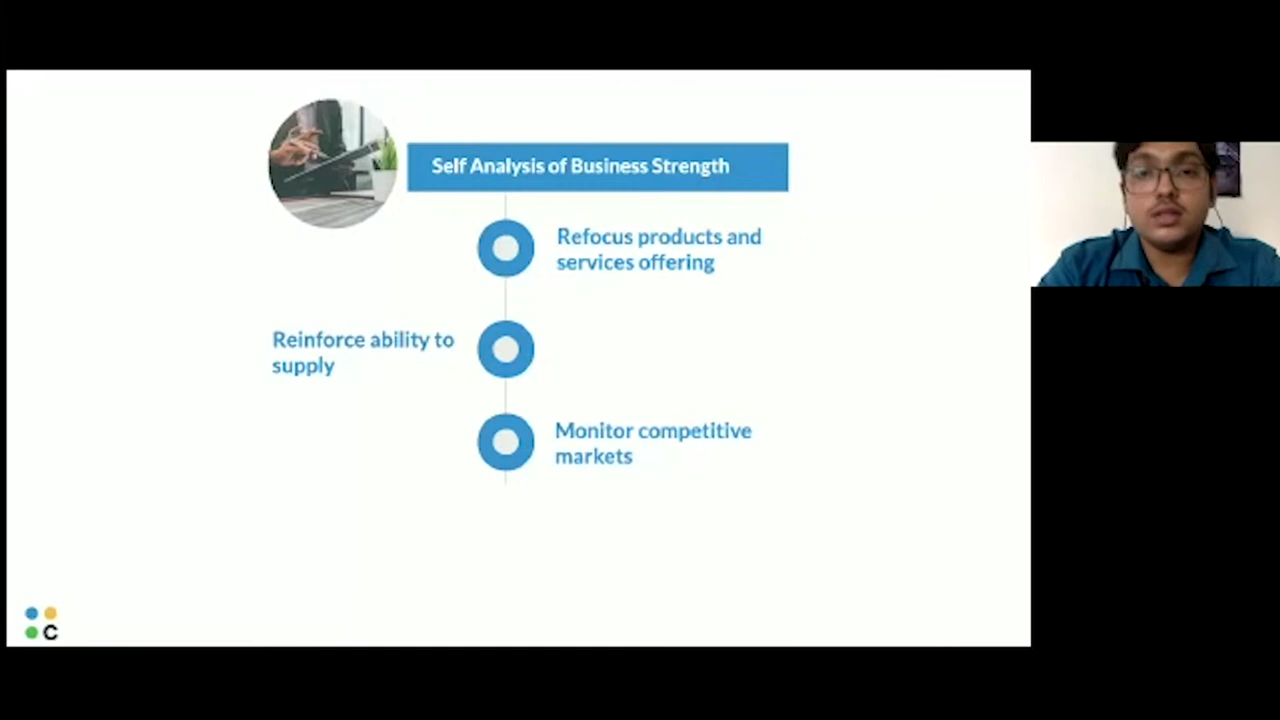 Self Analysis of Business Strength
Refocus products and
services offering
Reinforce ability to
supply
Monitor competitive
markets
C